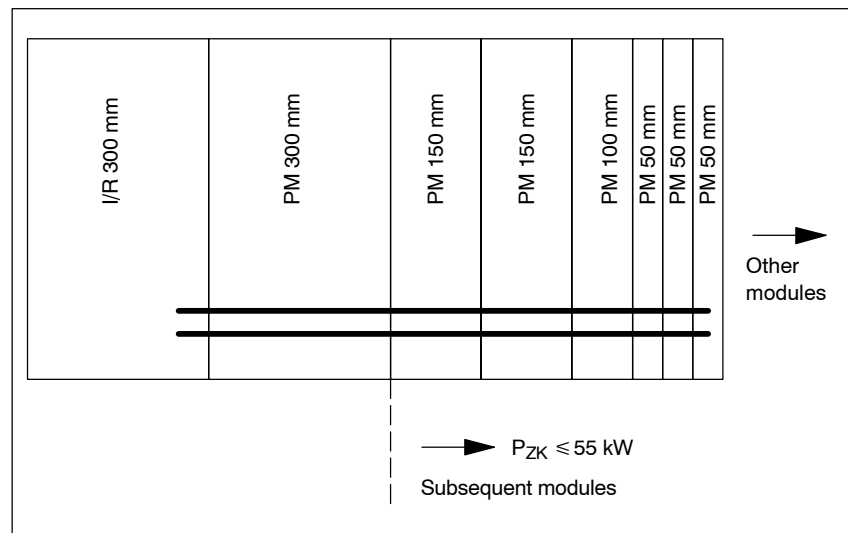 I/R 300 mm
PM 300 mm
PM 150 mm
PM 150 mm
PM 100 mm
PM 50 mm
PM 50 mm
PM 50 mm
Other
modules
PZK ≤ 55 kW
Subsequent modules